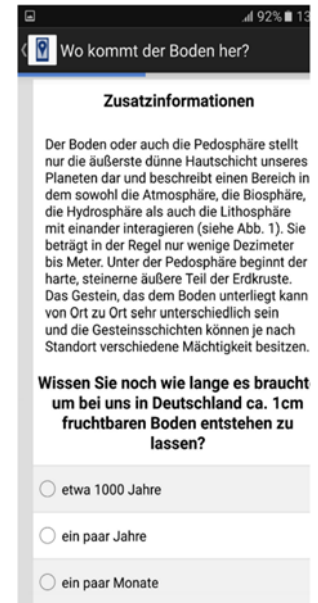 92% 13
Wo kommt der Boden her?
Zusatzinformationen
Der Boden oder auch die Pedosphäre stellt
nur die äußerste dünne Hautschicht unseres
Planeten dar und beschreibt einen Bereich in
dem sowohl die Atmosphäre, die Biosphäre,
die Hydrosphäre als auch die Lithosphäre
mit einander interagieren (siehe Abb. 1). Sie
beträgt in der Regel nur wenige Dezimeter
bis Meter. Unter der Pedosphäre beginnt der
harte, steinerne äußere Teil der Erdkruste.
Das Gestein, das dem Boden unterliegt kann
von Ort zu Ort sehr unterschiedlich sein
und die Gesteinsschichten können je nach
Standort verschiedene Mächtigkeit besitzen.
Wissen Sie noch wie lange es braucht
um bei uns in Deutschland ca. 1cm
fruchtbaren Boden entstehen zu
lassen?
etwa 1000 Jahre
ein paar Jahre
ein paar Monate